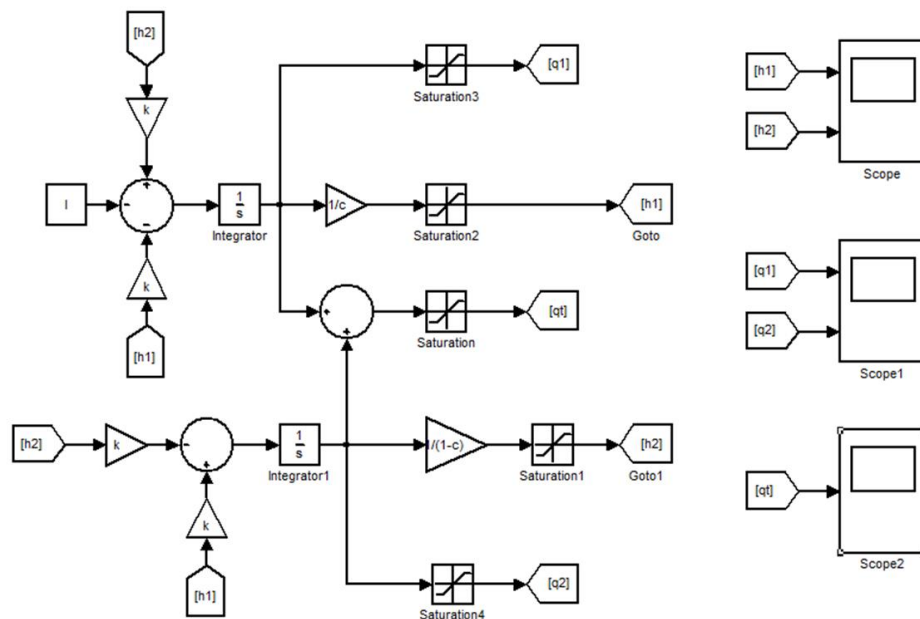 [h2]
k
I
+
-
-
1
s
Integrator
k
[h1]
Saturation3
[q1]
1/c
Saturation2
[h1]
Goto
+
+
Saturation
[qt]
[h2]
k
-
+
1
s
Integrator1
1/(1-c)
Saturation1
[h2]
Goto1
k
[h1]
Saturation4
[q2]
[h1]
[h2]
Scope
[q1]
[q2]
Scope1
[qt]
Scope2